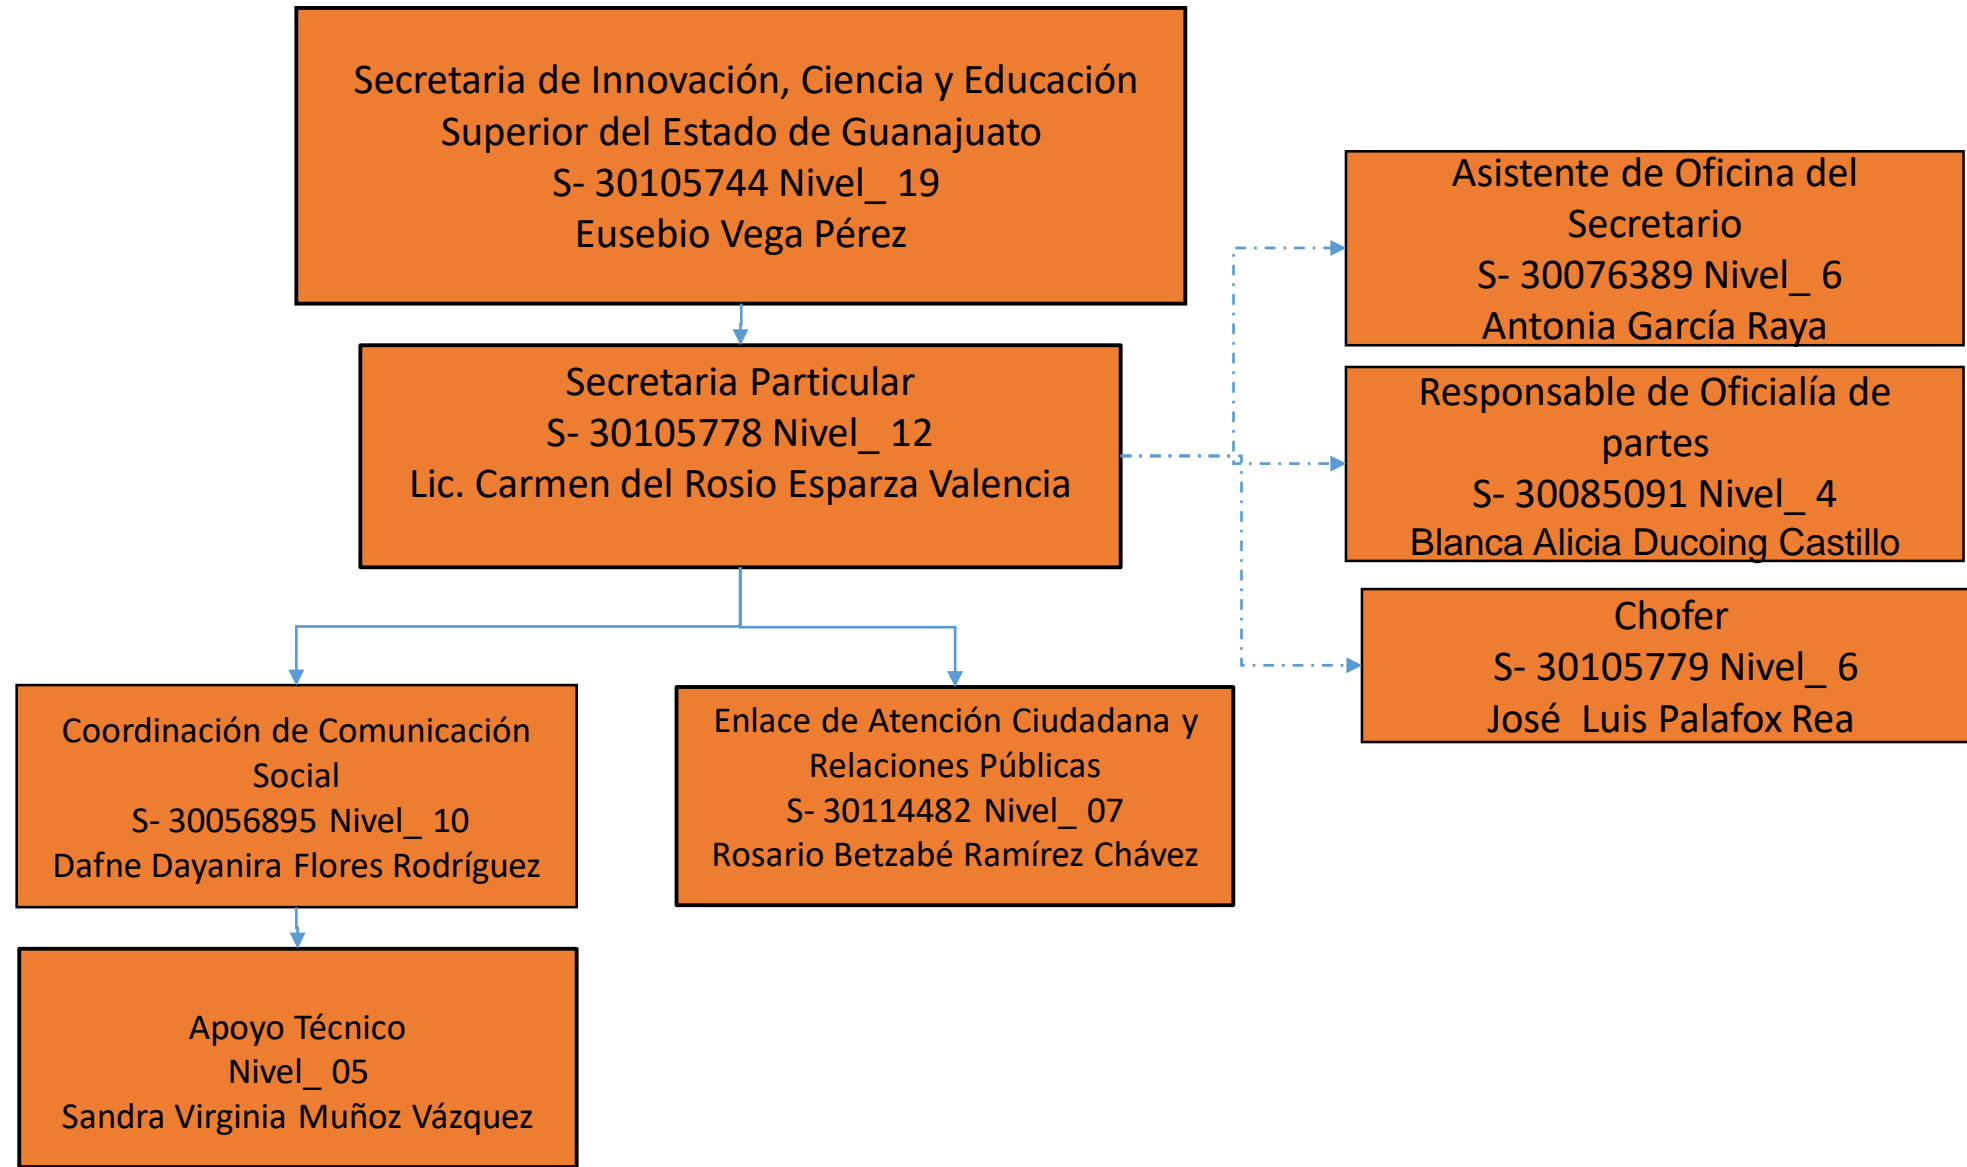 Secretaria de Innovación, Ciencia y Educación
Superior del Estado de Guanajuato
S- 30105744 Nivel_ 19
Eusebio Vega Pérez
Secretaria Particular
S- 30105778 Nivel_ 12
Lic. Carmen del Rosio Esparza Valencia
Asistente de Oficina del
Secretario
S- 30076389 Nivel_ 6
Antonia García Raya
Responsable de Oficialía de
partes
S- 30085091 Nivel_ 4
Blanca Alicia Ducoing Castillo
Chofer
S- 30105779 Nivel_ 6
José  Luis Palafox Rea
Coordinación de Comunicación
Social
S- 30056895 Nivel_ 10
Dafne Dayanira Flores Rodríguez
Enlace de Atención Ciudadana y
Relaciones Públicas
S- 30114482 Nivel_ 07
Rosario Betzabé Ramírez Chávez
Apoyo Técnico
Nivel_ 05
Sandra Virginia Muñoz Vázquez